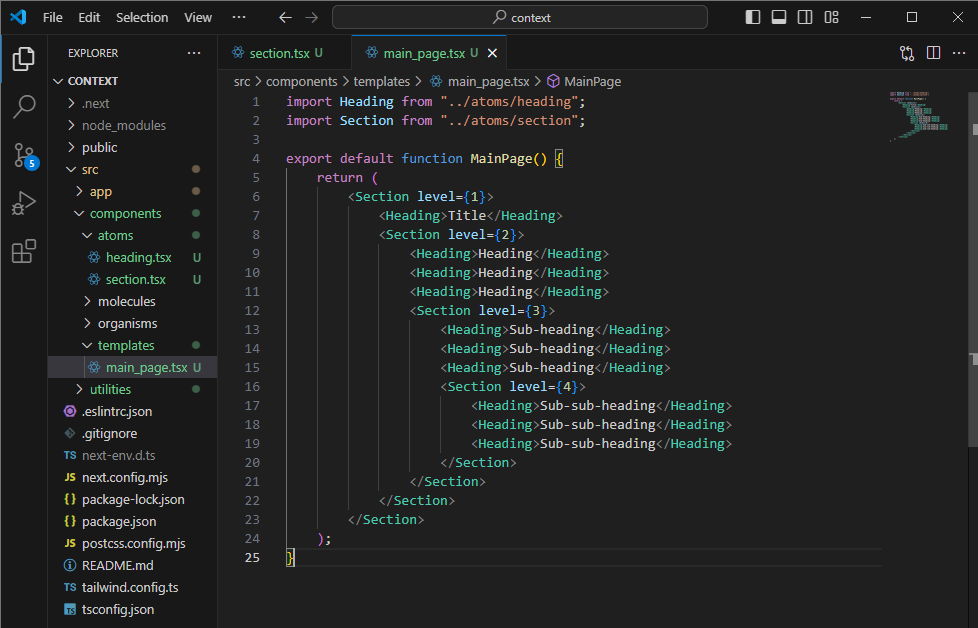 File Edit Selection View ··· context
EXPLORER ···
CONTEXT
.next
node_modules
public
src
app
components
atoms
heading.tsx U
section.tsx U
molecules
organisms
templates
main_page.tsx U
utilities
.eslintrc.json
.gitignore
TS next-env.d.ts
JS next.config.mjs
{} package-lock.json
{} package.json
JS postcss.config.mjs
README.md
TS tailwind.config.ts
TS tsconfig.json
5
section.tsx U main_page.tsx U
src > components > templates > main_page.tsx > MainPage
1 import Heading from "../atoms/heading";
2 import Section from "../atoms/section";
3
4 export default function MainPage() {
5 return (
6 <Section level={1}>
7 <Heading>Title</Heading>
8 <Section level={2}>
9 <Heading>Heading</Heading>
10 <Heading>Heading</Heading>
11 <Heading>Heading</Heading>
12 <Section level={3}>
13 <Heading>Sub-heading</Heading>
14 <Heading>Sub-heading</Heading>
15 <Heading>Sub-heading</Heading>
16 <Section level={4}>
17 <Heading>Sub-sub-heading</Heading>
18 <Heading>Sub-sub-heading</Heading>
19 <Heading>Sub-sub-heading</Heading>
20 </Section>
21 </Section>
22 </Section>
23 </Section>
24 );
25 }